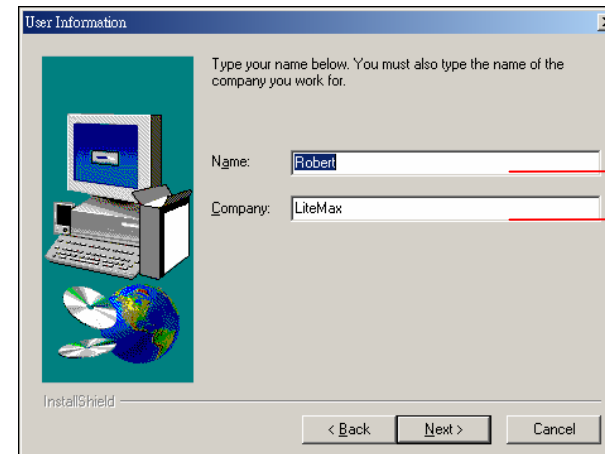 User Information
Type your name below. You must also type the name of the
company you work for.
Name:
Robert
Company:
LiteMax
InstallShield
< Back
Next >
Cancel